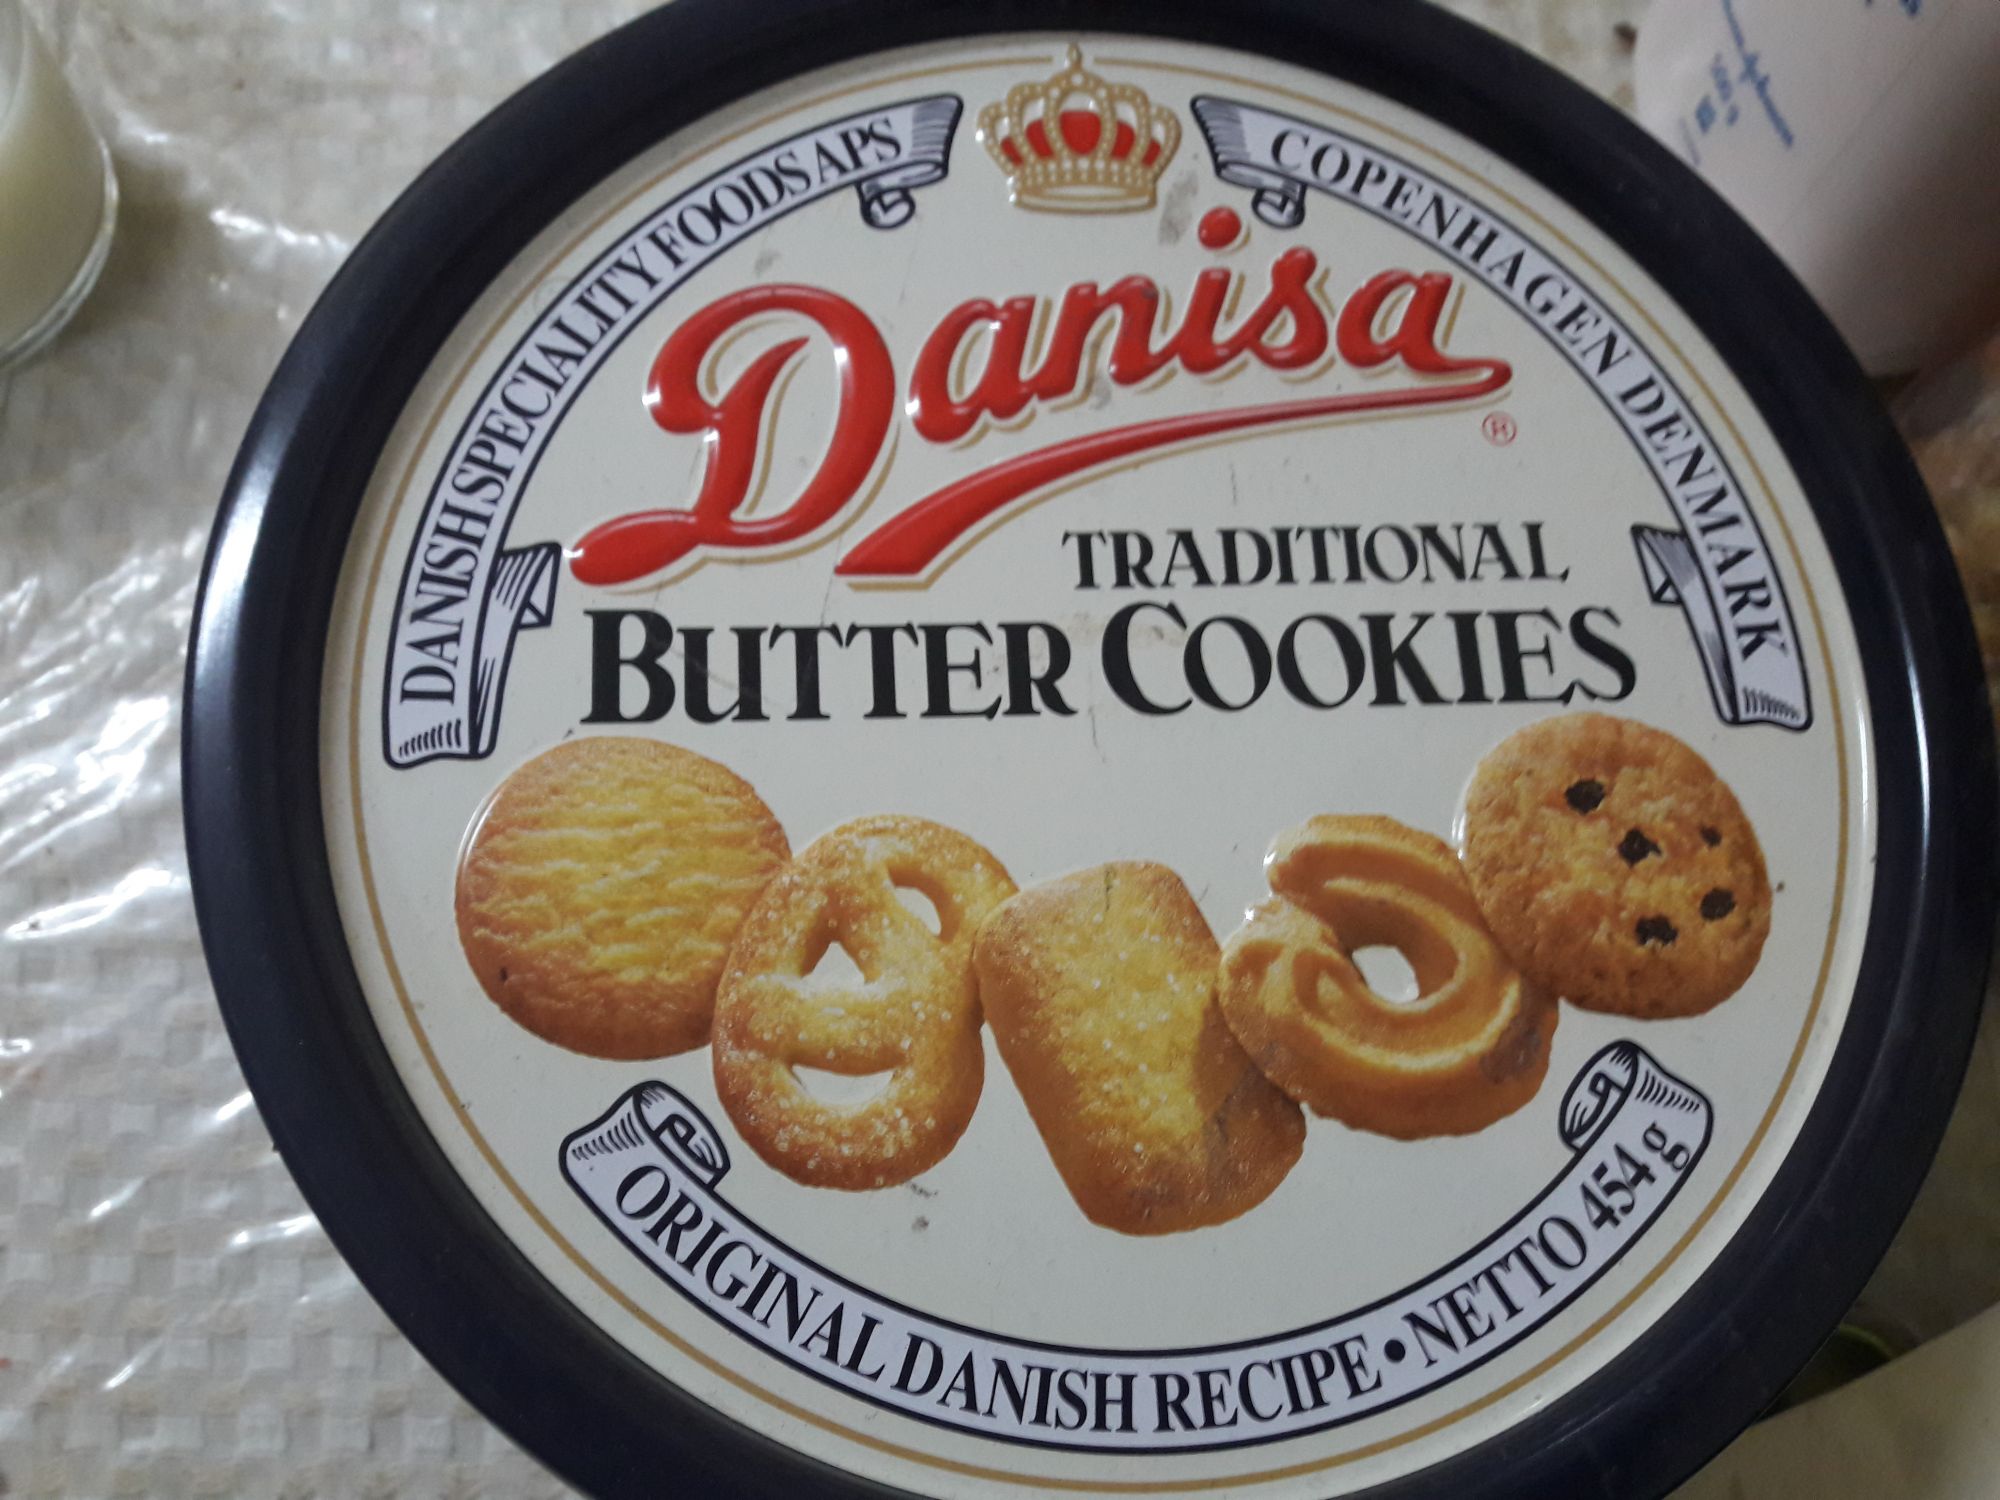 DANISH SPECIALITY FOODS APS
COPENHAGEN DENMARK
Danisa
®
TRADITIONAL
BUTTER COOKIES
ORIGINAL DANISH RECIPE • NETTO 454 g